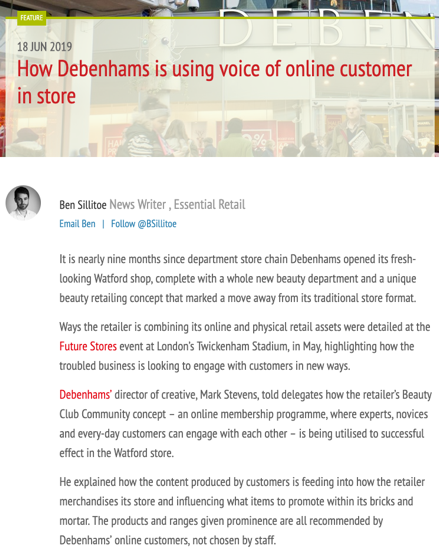 DEBEN
FEATURE
18 JUN 2019
How Debenhams is using voice of online customer
in store
Ben Sillitoe News Writer , Essential Retail
Email Ben | Follow @BSillitoe
It is nearly nine months since department store chain Debenhams opened its fresh-
looking Watford shop, complete with a whole new beauty department and a unique
beauty retailing concept that marked a move away from its traditional store format.
Ways the retailer is combining its online and physical retail assets were detailed at the
Future Stores event at London's Twickenham Stadium, in May, highlighting how the
troubled business is looking to engage with customers in new ways.
Debenhams' director of creative, Mark Stevens, told delegates how the retailer's Beauty
Club Community concept – an online membership programme, where experts, novices
and every-day customers can engage with each other – is being utilised to successful
effect in the Watford store.
He explained how the content produced by customers is feeding into how the retailer
merchandises its store and influencing what items to promote within its bricks and
mortar. The products and ranges given prominence are all recommended by
Debenhams' online customers, not chosen by staff.